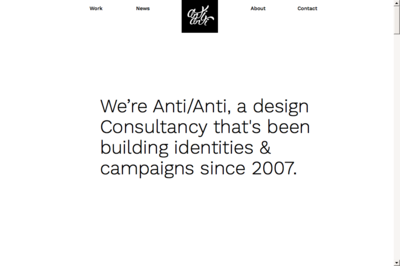 Work News About Contact
We're Anti/Anti, a design
Consultancy that's been
building identities &
campaigns since 2007.